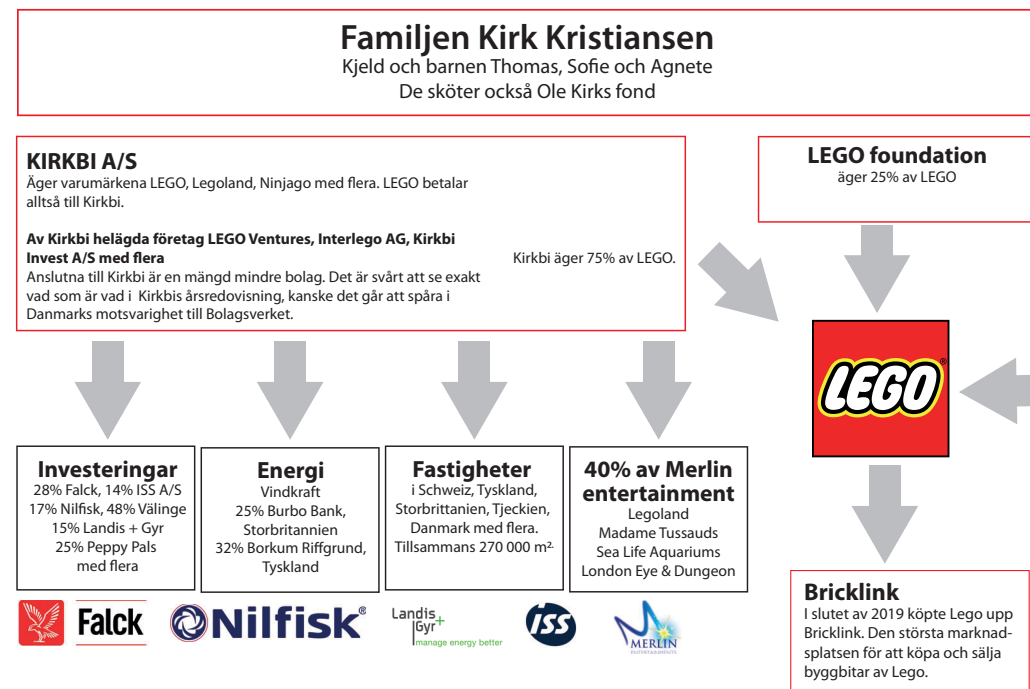 Familjen Kirk Kristiansen
Kjeld och barnen Thomas, Sofie och Agnete
De sköter också Ole Kirks fond
KIRKBI A/S
Äger varumärkena LEGO, Legoland, Ninjago med flera. LEGO betalar
alltså till Kirkbi.
Av Kirkbi helägda företag LEGO Ventures, Interlego AG, Kirkbi
Invest A/S med flera
Anslutna till Kirkbi är en mängd mindre bolag. Det är svårt att se exakt
vad som är vad i Kirkbis årsredovisning, kanske det går att spåra i
Danmarks motsvarighet till Bolagsverket.
Kirkbi äger 75% av LEGO.
LEGO foundation
äger 25% av LEGO
LEGO®
Investeringar
28% Falck, 14% ISS A/S
17% Nilfisk, 48% Välinge
15% Landis + Gyr
25% Peppy Pals
med flera
Energi
Vindkraft
25% Burbo Bank,
Storbritannien
32% Borkum Riffgrund,
Tyskland
Fastigheter
i Schweiz, Tyskland,
Storbrittanien, Tjeckien,
Danmark med flera.
Tillsammans 270 000 m²·
40% av Merlin
entertainment
Legoland
Madame Tussauds
Sea Life Aquariums
London Eye & Dungeon
Falck
Nilfisk®
Landis+
Gyr
manage energy better
ISS
MERLIN
ENTERTAINMENTS
Bricklink
I slutet av 2019 köpte Lego upp
Bricklink. Den största marknad-
splatsen för att köpa och sälja
byggbitar av Lego.